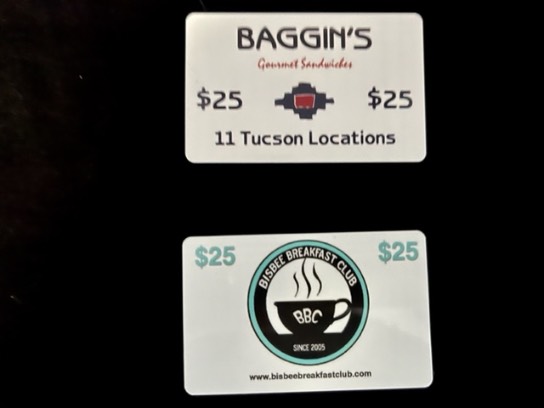 BAGGIN'S
Gourmet Sandwiches
$25 $25
11 Tucson Locations
$25 $25
BISBEE BREAKFAST CLUB
BBC
SINCE 2005
www.bisbeebreakfastclub.com